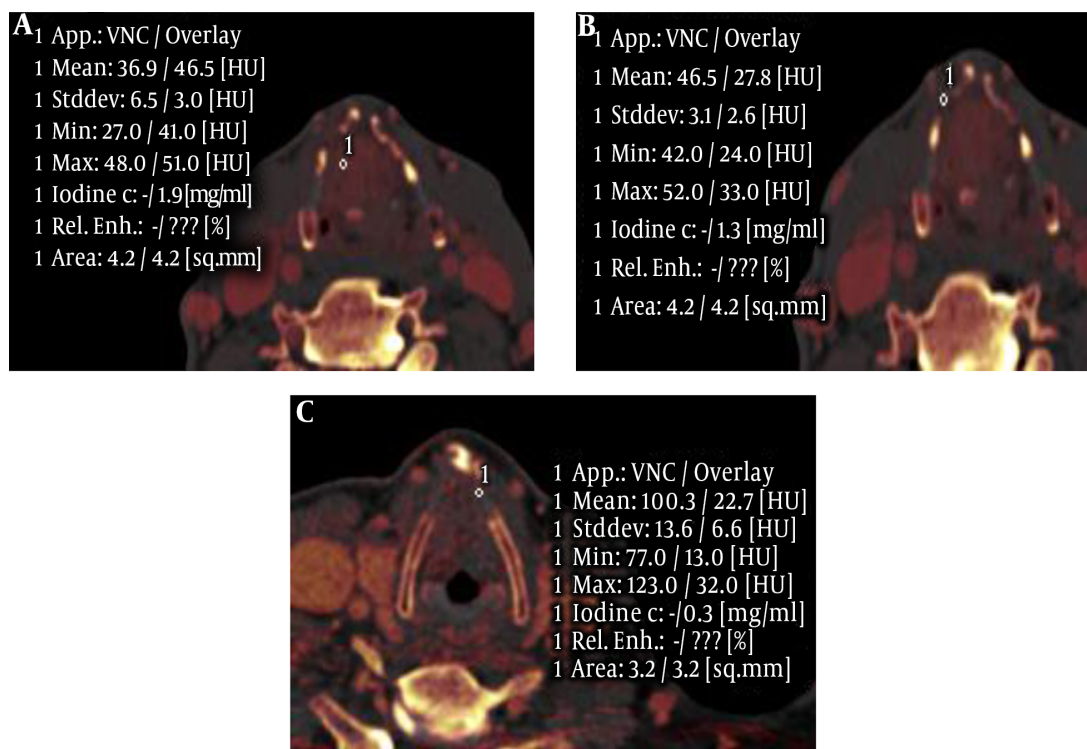 A
1 App.: VNC / Overlay
1 Mean: 36.9 / 46.5 [HU]
1 Stddev: 6.5 / 3.0 [HU]
1 Min: 27.0 / 41.0 [HU]
1 Max: 48.0 / 51.0 [HU]
1 Iodine c: -/ 1.9[mg/ml]
1 Rel. Enh.: -/ ??? [%]
1 Area: 4.2 / 4.2 [sq.mm]
1
B
1 App.: VNC / Overlay
1 Mean: 46.5 / 27.8 [HU]
1 Stddev: 3.1 / 2.6 [HU]
1 Min: 42.0 / 24.0 [HU]
1 Max: 52.0 / 33.0 [HU]
1 Iodine c: -/ 1.3 [mg/ml]
1 Rel. Enh.: -/ ??? [%]
1 Area: 4.2 / 4.2 [sq.mm]
1
C
1 App.: VNC / Overlay
1 Mean: 100.3 / 22.7 [HU]
1 Stddev: 13.6 / 6.6 [HU]
1 Min: 77.0 / 13.0 [HU]
1 Max: 123.0 / 32.0 [HU]
1 Iodine c: -/0.3 [mg/ml]
1 Rel. Enh.: -/ ??? [%]
1 Area: 3.2 / 3.2 [sq.mm]
1